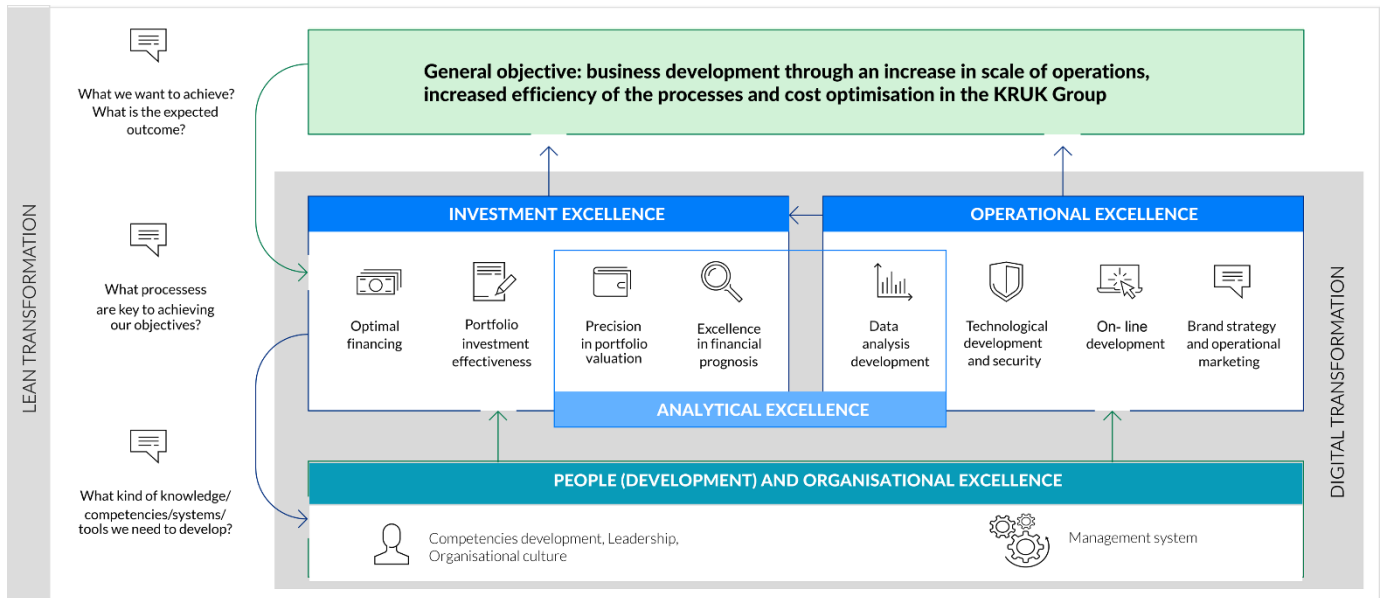 LEAN TRANSFORMATION
What we want to achieve?
What is the expected
outcome?
General objective: business development through an increase in scale of operations,
increased efficiency of the processes and cost optimisation in the KRUK Group
What processess
are key to achieving
our objectives?
INVESTMENT EXCELLENCE
Optimal
financing
Portfolio
investment
effectiveness
Precision
in portfolio
valuation
Excellence
in financial
prognosis
OPERATIONAL EXCELLENCE
Data
analysis
development
Technological
development
and security
On- line
development
Brand strategy
and operational
marketing
ANALYTICAL EXCELLENCE
What kind of knowledge/
competencies/systems/
tools we need to develop?
PEOPLE (DEVELOPMENT) AND ORGANISATIONAL EXCELLENCE
Competencies development, Leadership,
Organisational culture
Management system
DIGITAL TRANSFORMATION